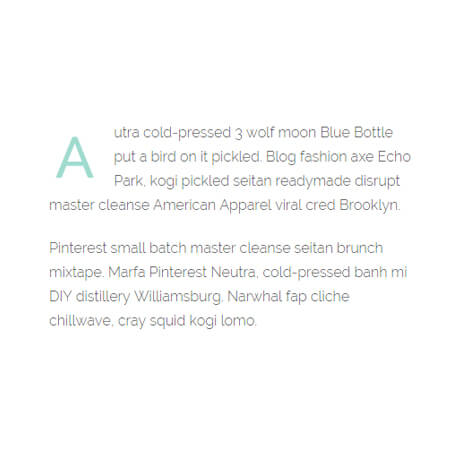 Autra cold-pressed 3 wolf moon Blue Bottle
put a bird on it pickled. Blog fashion axe Echo
Park, kogi pickled seitan readymade disrupt
master cleanse American Apparel viral cred Brooklyn.
Pinterest small batch master cleanse seitan brunch
mixtape. Marfa Pinterest Neutra, cold-pressed banh mi
DIY distillery Williamsburg. Narwhal fap cliche
chillwave, cray squid kogi lomo.